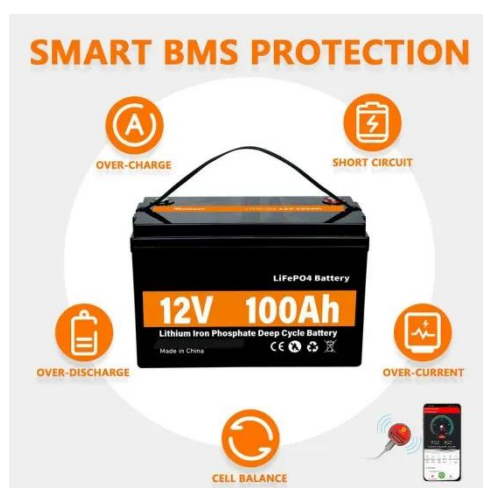 SMART BMS PROTECTION
OVER-CHARGE
SHORT CIRCUIT
LiFePO4 Battery
12V 100Ah
Lithium Iron Phosphate Deep Cycle Battery
Made in China
OVER-DISCHARGE
OVER-CURRENT
CELL BALANCE